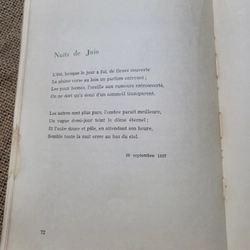 Nuits de Juin
L'été, lorsque le jour a fui, de fleurs couverte
La plaine verse au loin un parfum enivrant ;
Les yeux fermés, l'oreille aux rumeurs entrouverte,
On ne dort qu'à demi d'un sommeil transparent.
Les astres sont plus purs, l'ombre paraît meilleure,
Un vague demi-jour teint le dôme éternel ;
Et l'aube douce et pâle, en attendant son heure,
Semble toute la nuit errer au bas du ciel.
28 septembre 1837
72